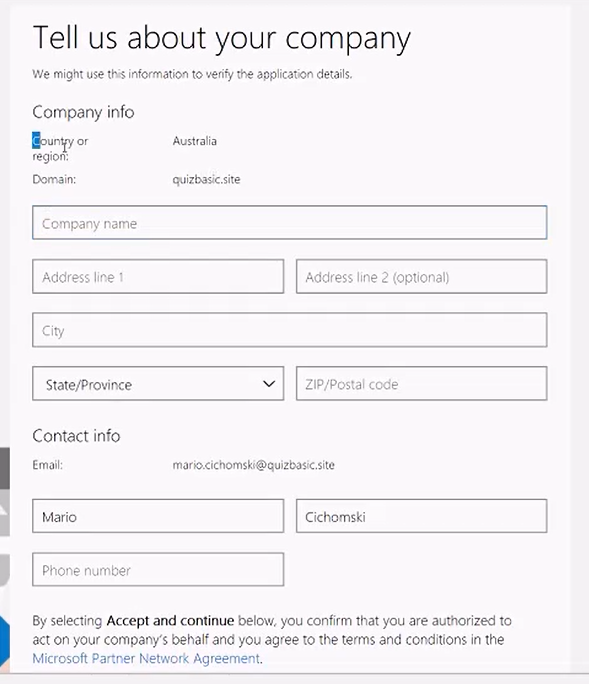 Tell us about your company
We might use this information to verify the application details.
Company info
Country or
region:
Australia
Domain:
quizbasic.site
Company name
Address line 1
Address line 2 (optional)
City
State/Province
ZIP/Postal code
Contact info
Email:
mario.cichomski@quizbasic.site
Mario
Cichomski
Phone number
By selecting Accept and continue below, you confirm that you are authorized to
act on your company's behalf and you agree to the terms and conditions in the
Microsoft Partner Network Agreement.